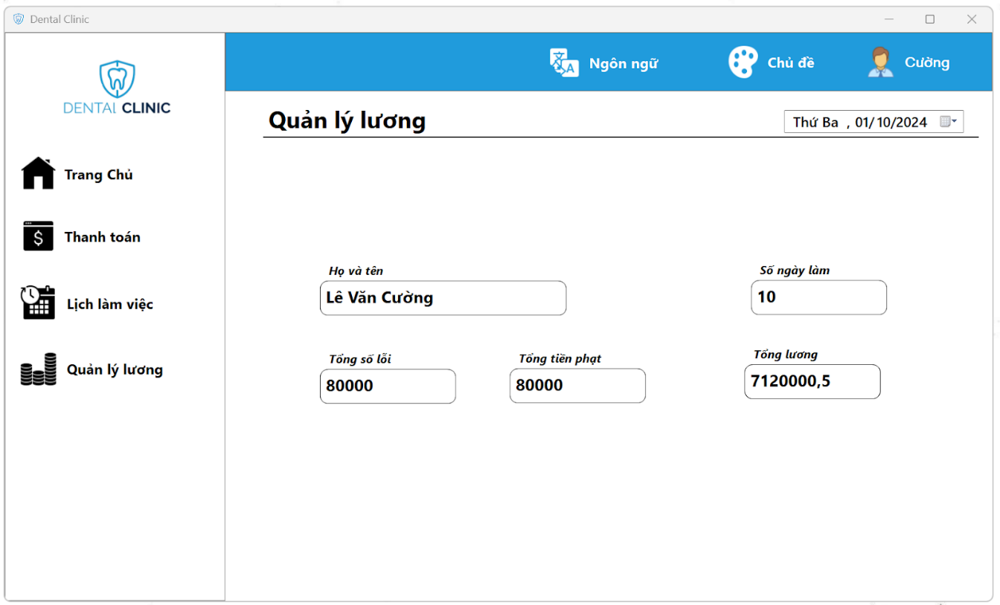 Dental Clinic
Ngôn ngữ
Chủ đề
Cường
DENTAL CLINIC
Quản lý lương
Thứ Ba , 01/10/2024
Trang Chủ
Thanh toán
Họ và tên
Số ngày làm
Lê Văn Cường
10
Lịch làm việc
Tổng số lỗi
Tổng tiền phạt
Tổng lương
Quản lý lương
80000
80000
7120000,5